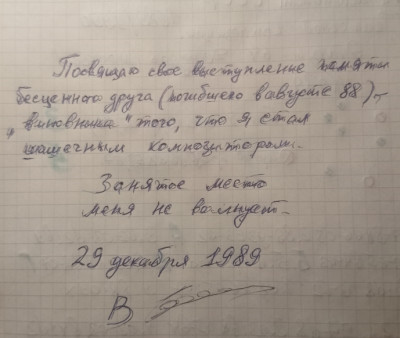 Посвящаю свое выступление памяти
бесценного друга (погибшего в августе 88) –
„виновника" того, что я стал
шашечным композитором.
Занятое место
меня не волнует.
29 декабря 1989
В.